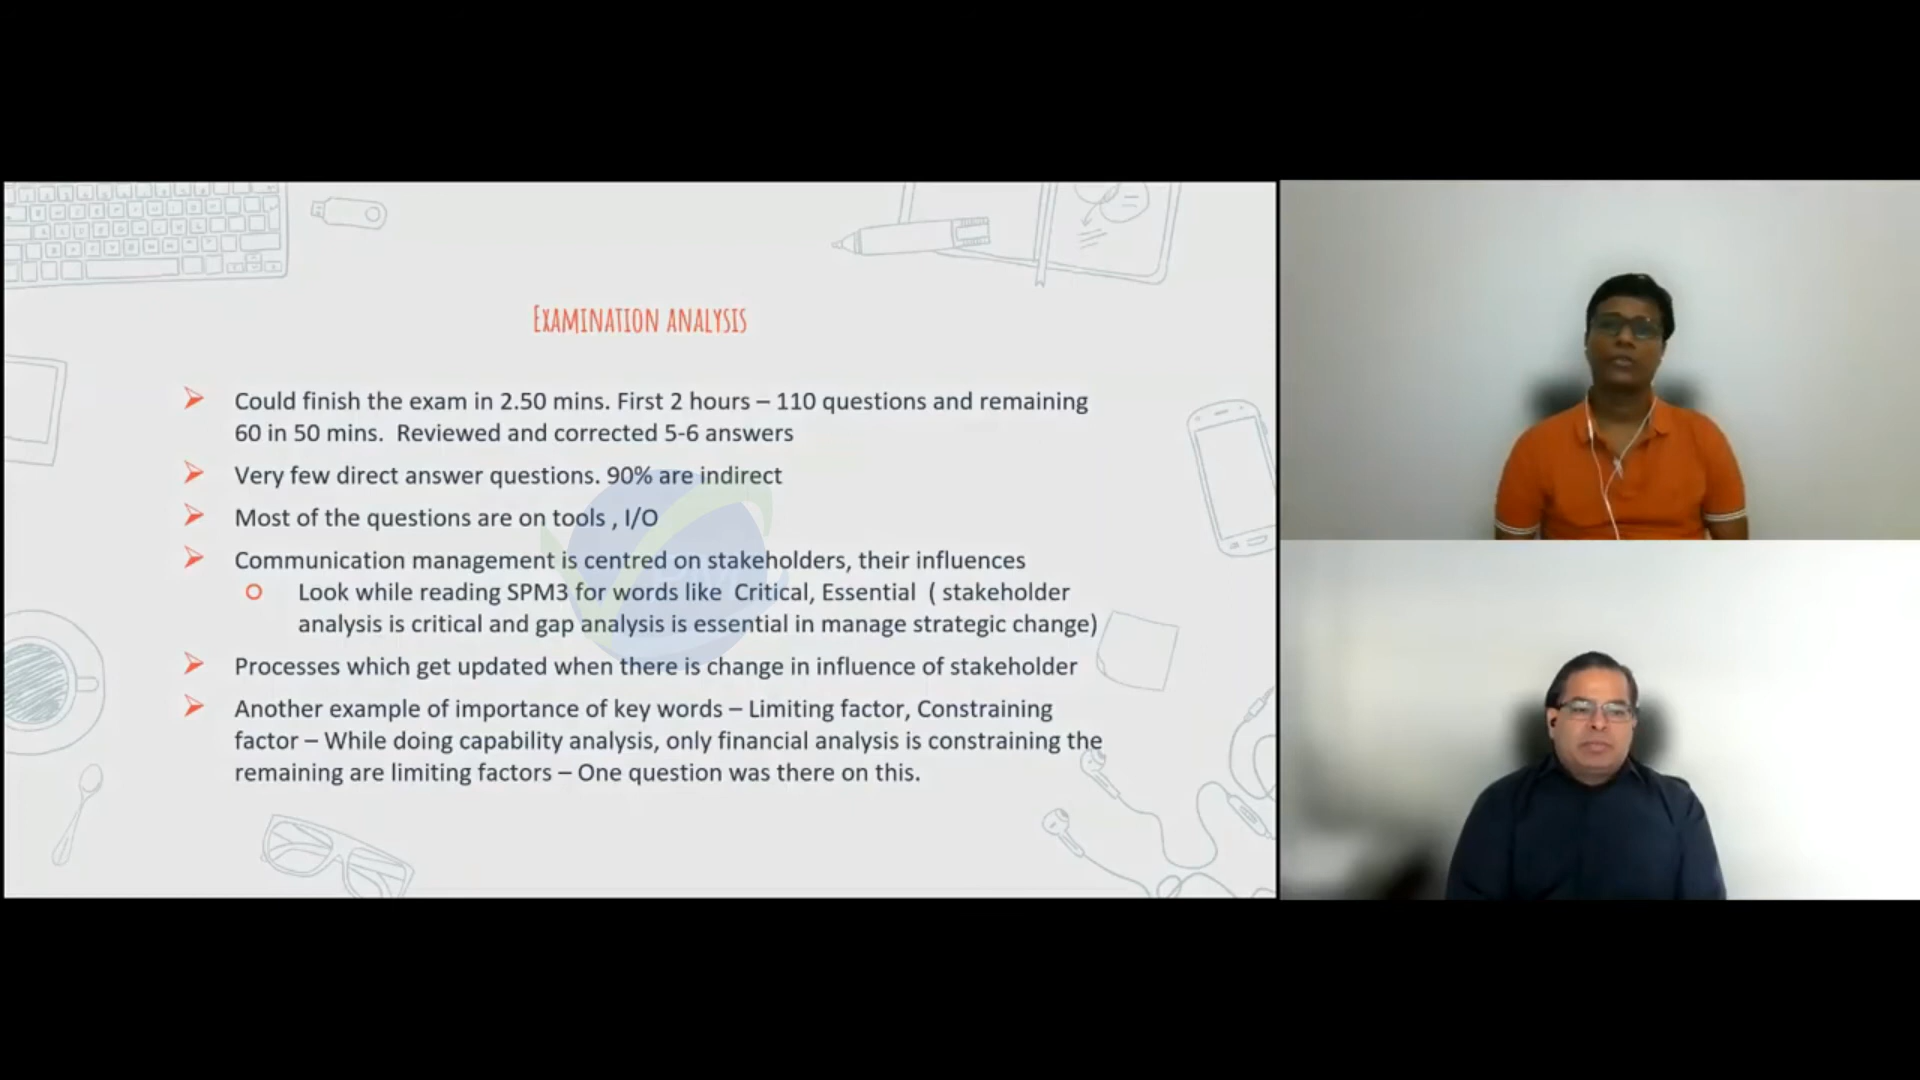 Examination analysis
Could finish the exam in 2.50 mins. First 2 hours – 110 questions and remaining
60 in 50 mins.  Reviewed and corrected 5-6 answers
Very few direct answer questions. 90% are indirect
Most of the questions are on tools , I/O
Communication management is centred on stakeholders, their influences
Look while reading SPM3 for words like  Critical, Essential  ( stakeholder
analysis is critical and gap analysis is essential in manage strategic change)
Processes which get updated when there is change in influence of stakeholder
Another example of importance of key words – Limiting factor, Constraining
factor – While doing capability analysis, only financial analysis is constraining the
remaining are limiting factors – One question was there on this.